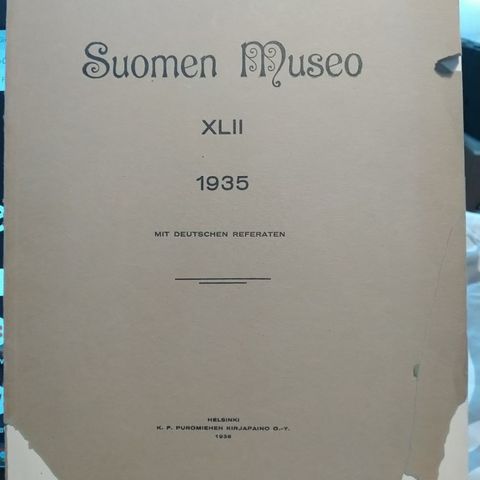 Suomen Museo
XLII
1935
MIT DEUTSCHEN REFERATEN
HELSINKI
K. F. PUROMIEHEN KIRJAPAINO O.-Y.
1936